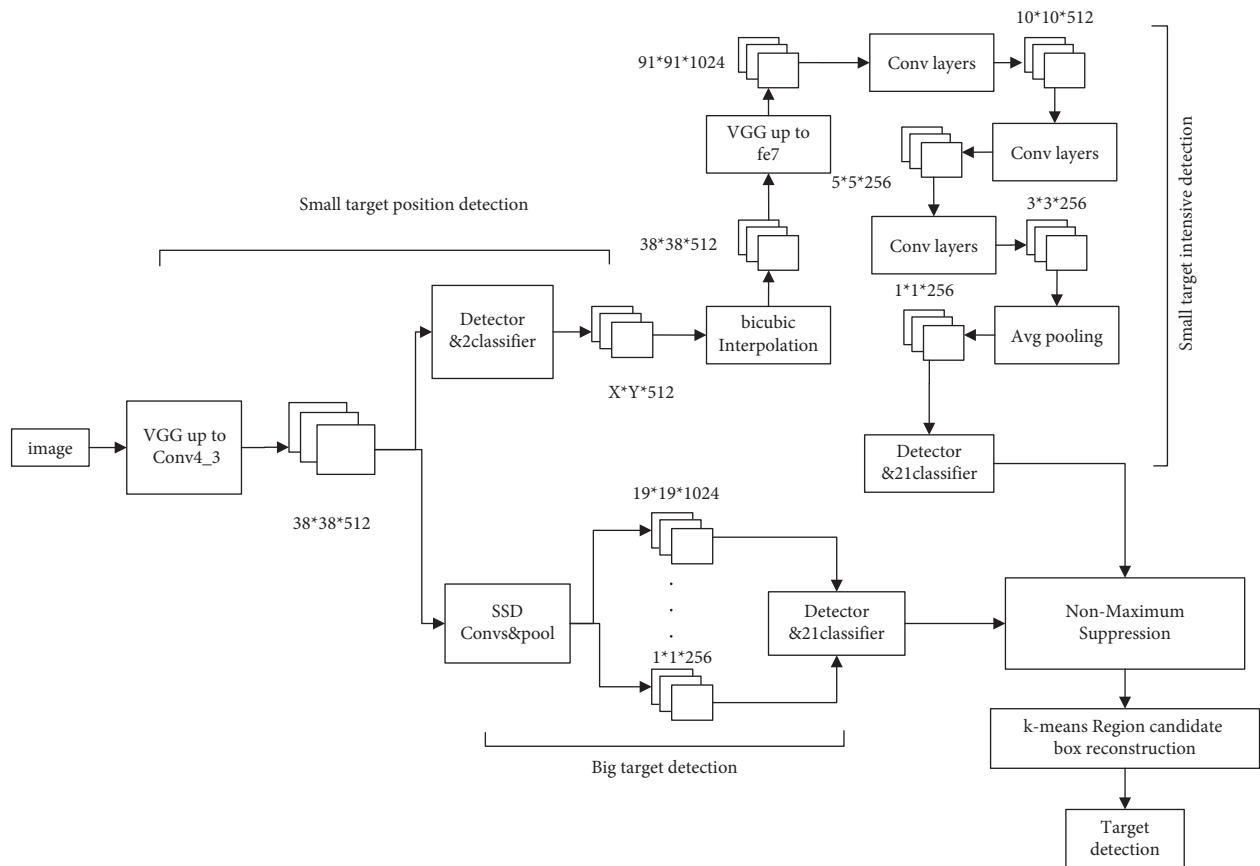 10*10*512
91*91*1024
Conv layers
VGG up to
fe7
Conv layers
5*5*256
Small target intensive detection
Small target position detection
3*3*256
38*38*512
Conv layers
1*1*256
Detector
&2classifier
bicubic
Interpolation
Avg pooling
X*Y*512
image
VGG up to
Conv4_3
38*38*512
Detector
&21classifier
19*19*1024
SSD
Convs&pool
Detector
&21classifier
Non-Maximum
Suppression
1*1*256
k-means Region candidate
box reconstruction
Big target detection
Target
detection